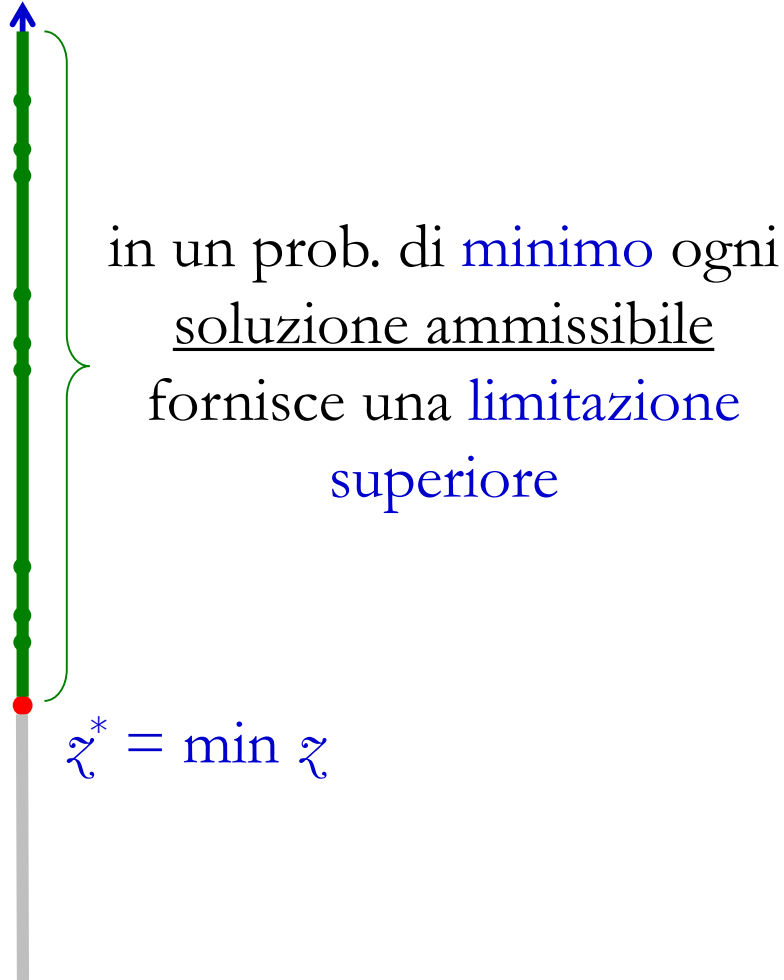 in un prob. di minimo ogni
soluzione ammissibile
fornisce una limitazione
superiore
z* = min z